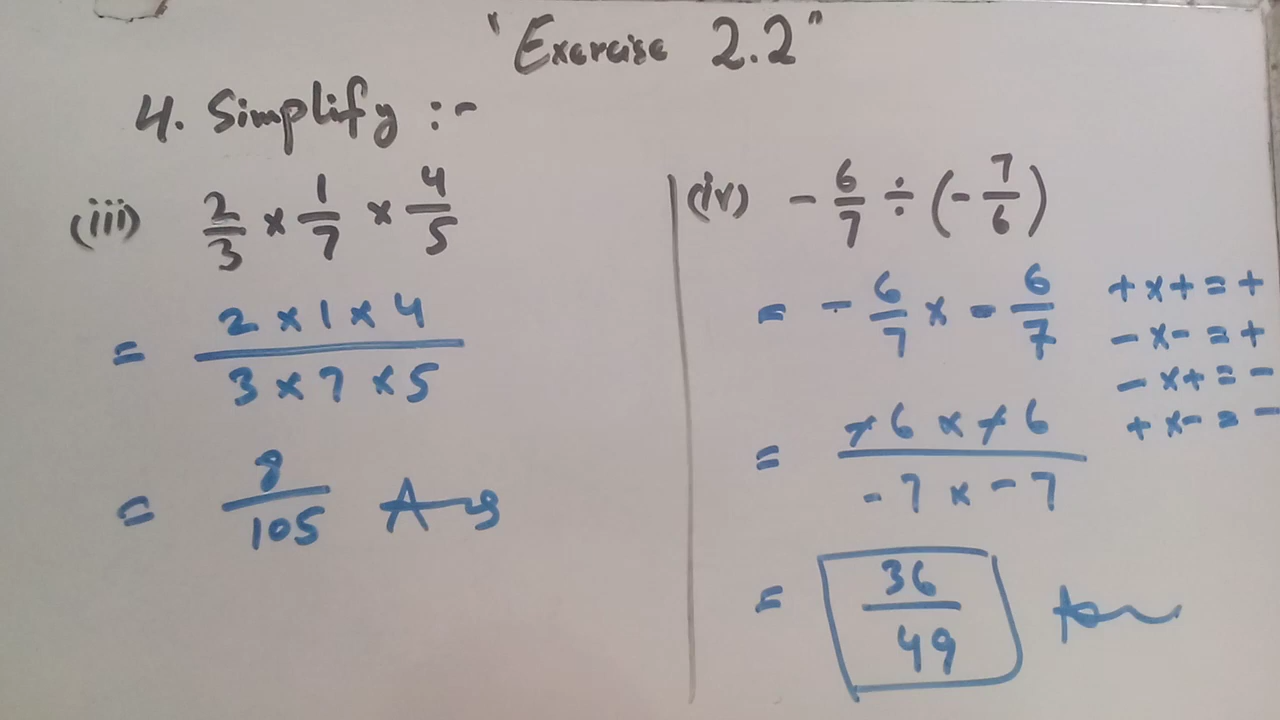 "Exercise 2.2"
4. Simplify :-
(iii) 2/3 × 1/7 × 4/5
= 2 × 1 × 4 / 3 × 7 × 5
= 8/105 Ans
(iv) - 6/7 ÷ (- 7/6)
= - 6/7 × - 6/7
= -6 × -6 / -7 × -7
= 36/49
+ × + = +
- × - = +
- × + = -
+ × - = -